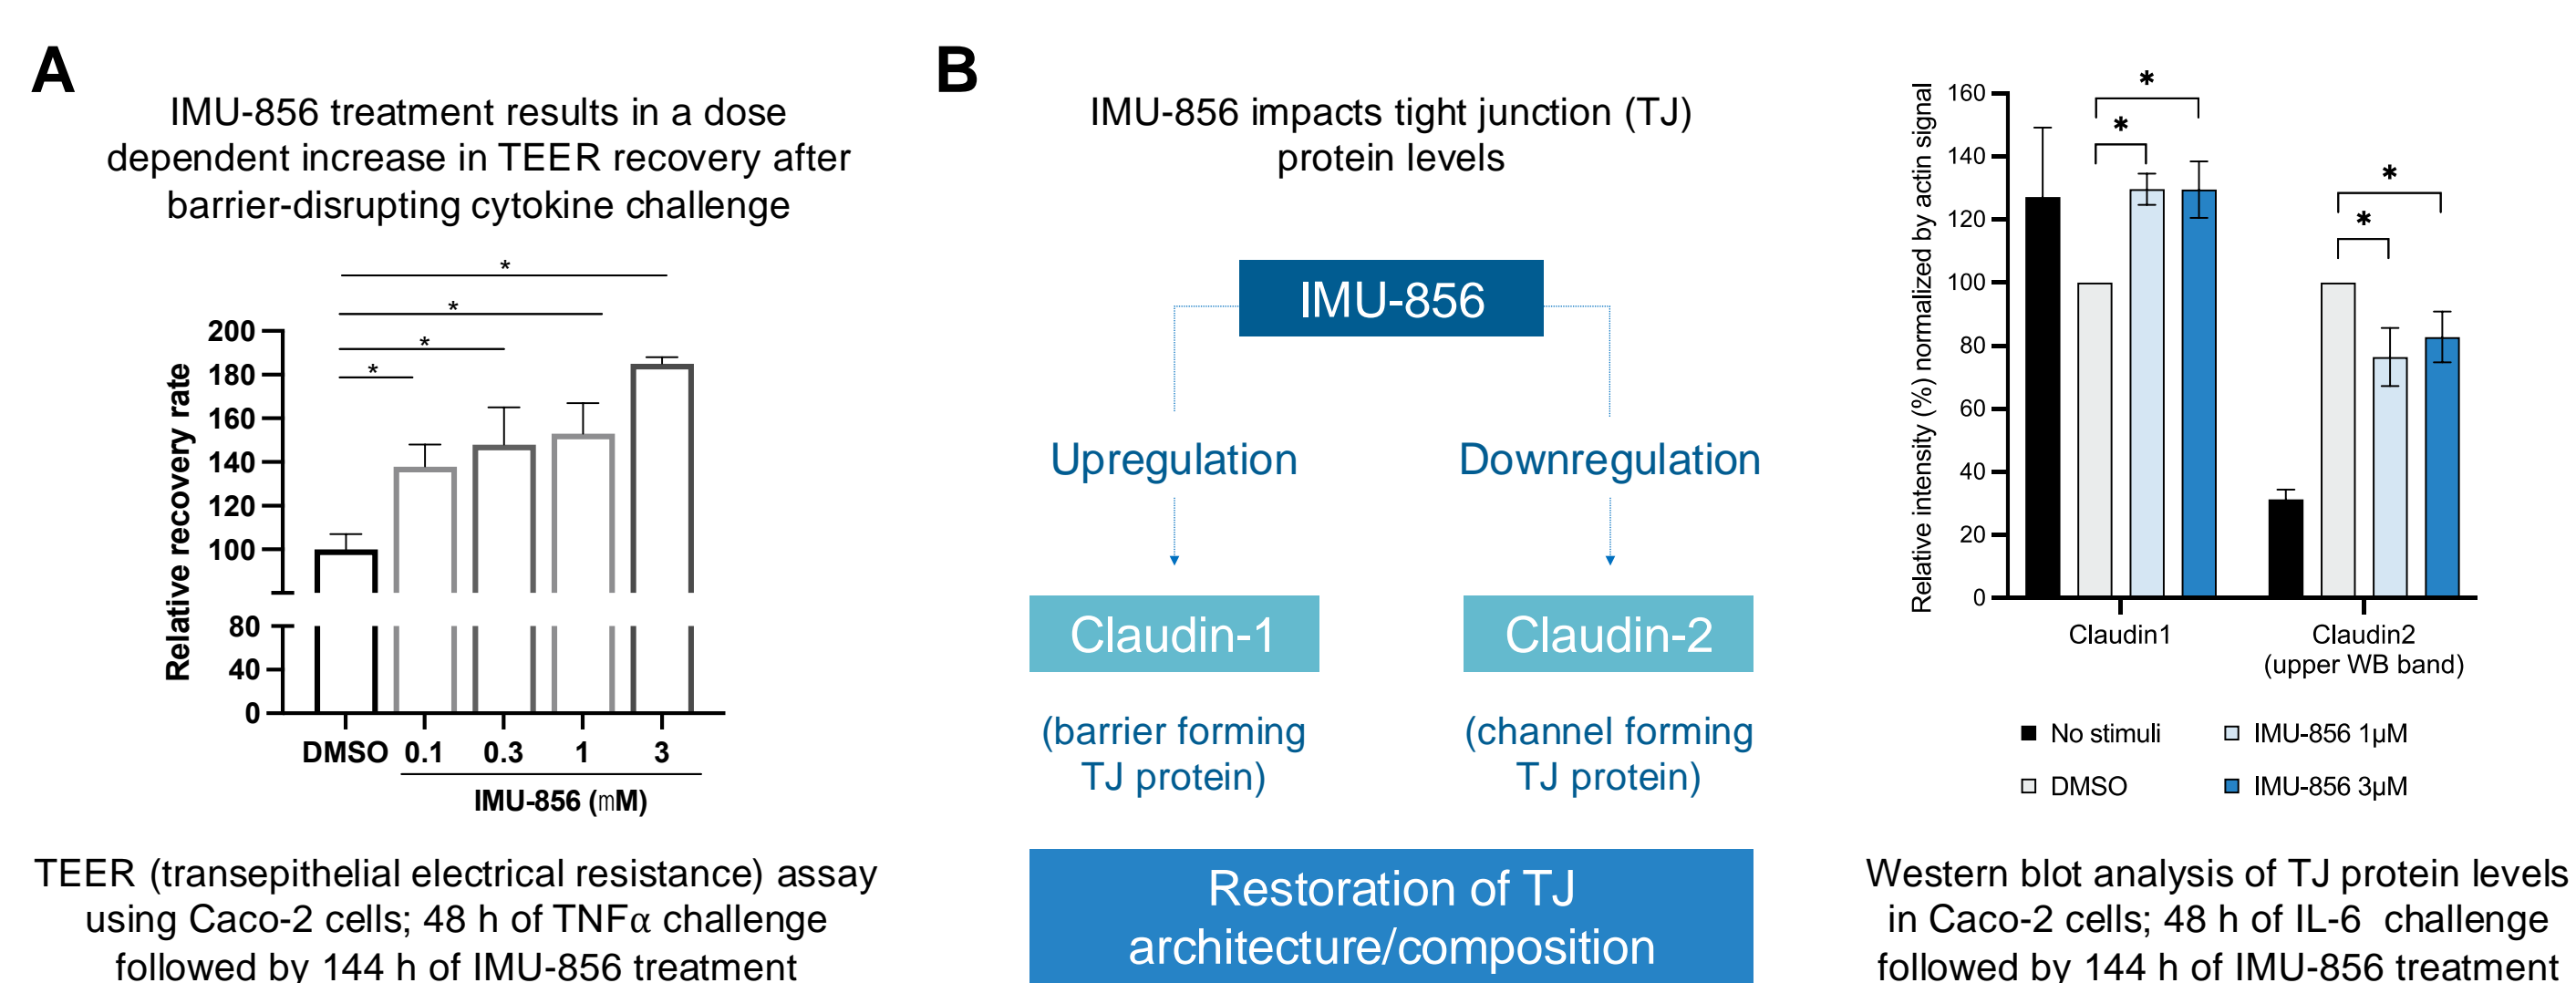 A
IMU-856 treatment results in a dose
dependent increase in TEER recovery after
barrier-disrupting cytokine challenge
*
*
*
*
Relative recovery rate
200
180
160
140
120
100
80
40
0
DMSO 0.1 0.3 1 3
IMU-856 (mM)
TEER (transepithelial electrical resistance) assay
using Caco-2 cells; 48 h of TNFα challenge
followed by 144 h of IMU-856 treatment
B
IMU-856 impacts tight junction (TJ)
protein levels
IMU-856
Upregulation
Downregulation
Claudin-1
Claudin-2
(barrier forming
TJ protein)
(channel forming
TJ protein)
Restoration of TJ
architecture/composition
Relative intensity (%) normalized by actin signal
160
140
120
100
80
60
40
20
0
*
*
*
*
Claudin1
Claudin2
(upper WB band)
No stimuli
IMU-856 1µM
DMSO
IMU-856 3µM
Western blot analysis of TJ protein levels
in Caco-2 cells; 48 h of IL-6 challenge
followed by 144 h of IMU-856 treatment